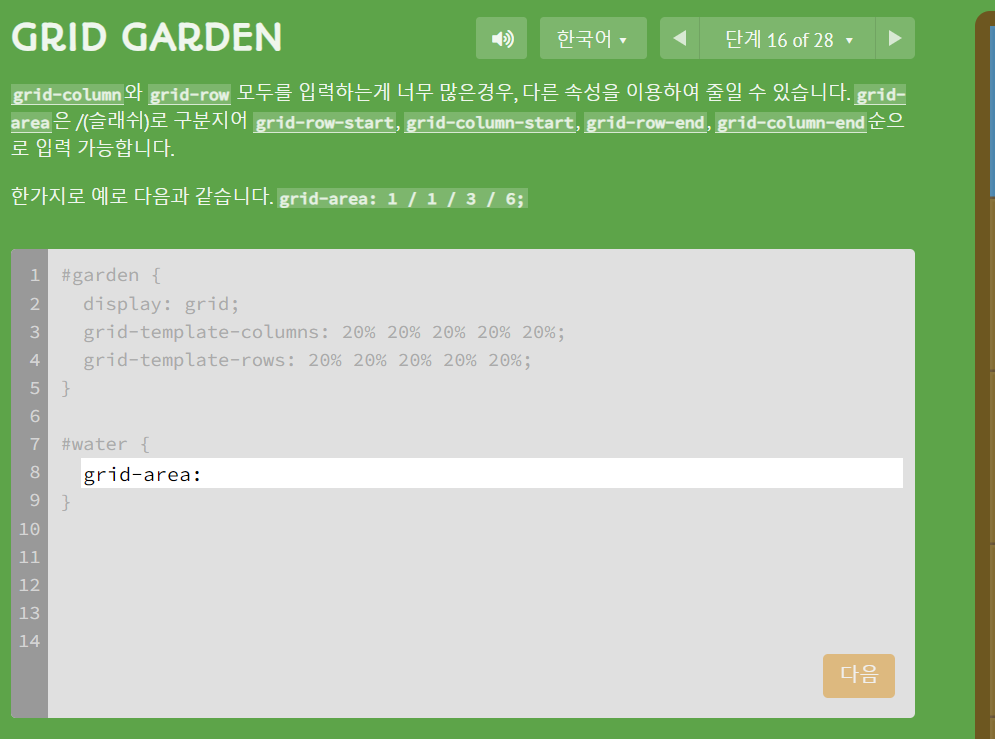 GRID GARDEN
한국어 ▾
단계 16 of 28 ▾
grid-column와 grid-row 모두를 입력하는게 너무 많은경우, 다른 속성을 이용하여 줄일 수 있습니다. grid-
area은 /(슬래쉬)로 구분지어 grid-row-start, grid-column-start, grid-row-end, grid-column-end순으
로 입력 가능합니다.
한가지로 예로 다음과 같습니다. grid-area: 1 / 1 / 3 / 6;
1 #garden {
2 display: grid;
3 grid-template-columns: 20% 20% 20% 20% 20%;
4 grid-template-rows: 20% 20% 20% 20% 20%;
5 }
6
7 #water {
8 grid-area:
9 }
10
11
12
13
14
다음